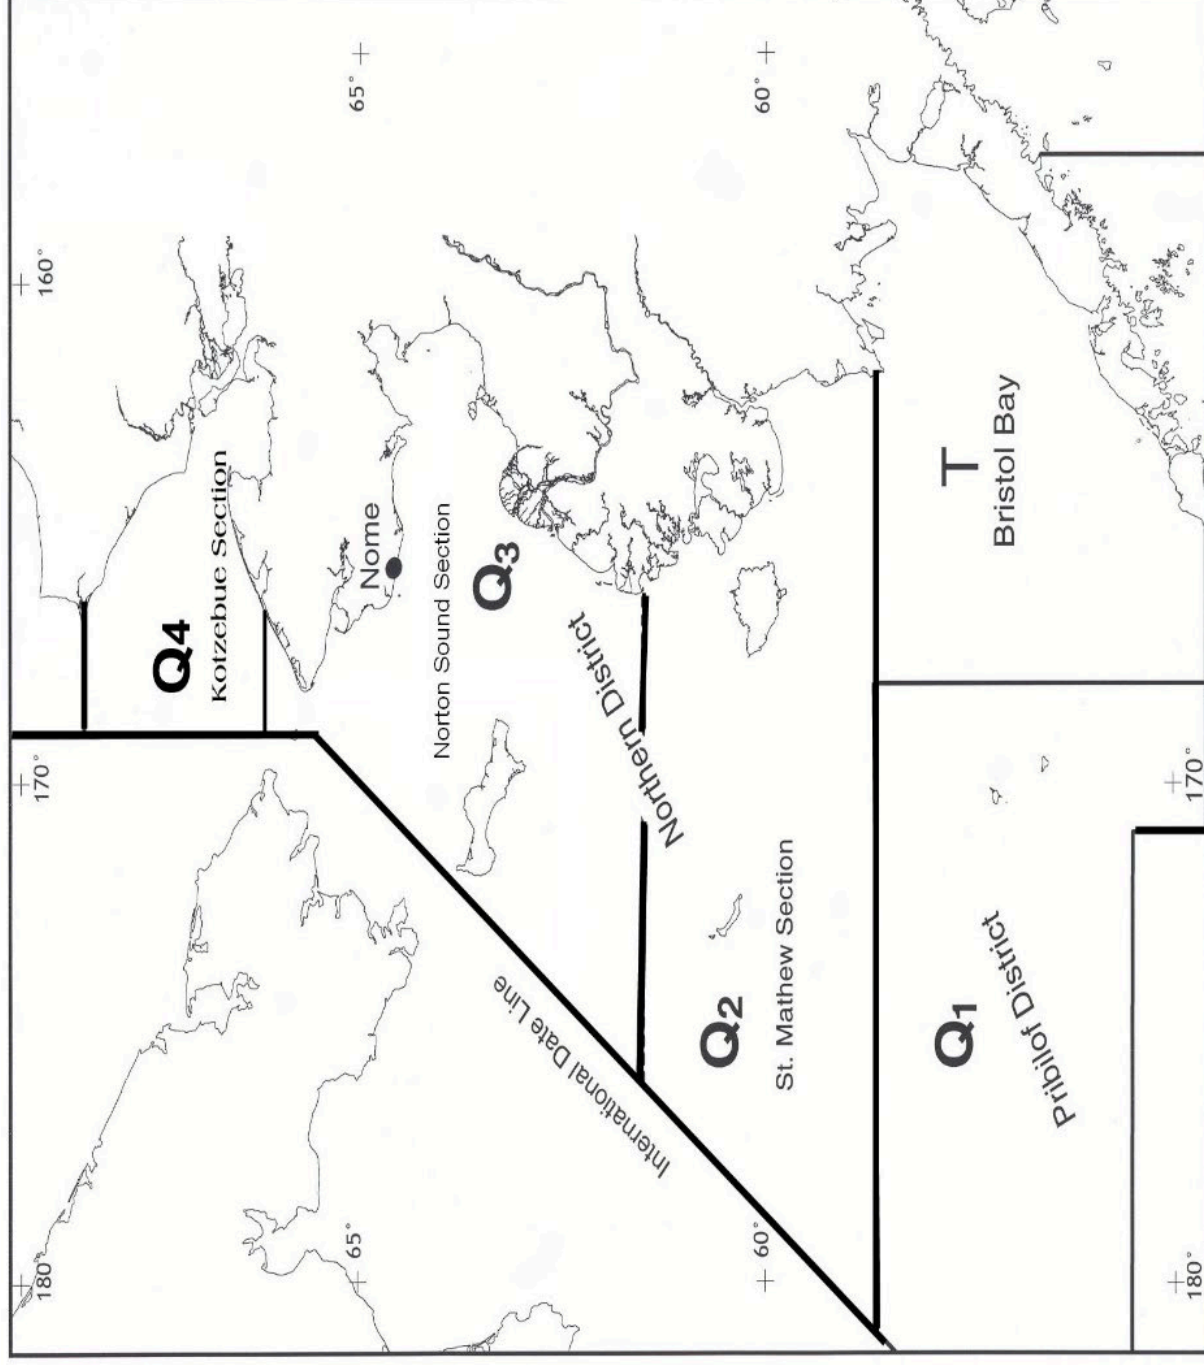 180°
170°
160°
Q4
Kotzebue Section
65°
65°
Nome
Norton Sound Section
Q3
International Date Line
Northern District
Q2
60°
60°
St. Mathew Section
Q1
Pribilof District
T
Bristol Bay
180°
170°